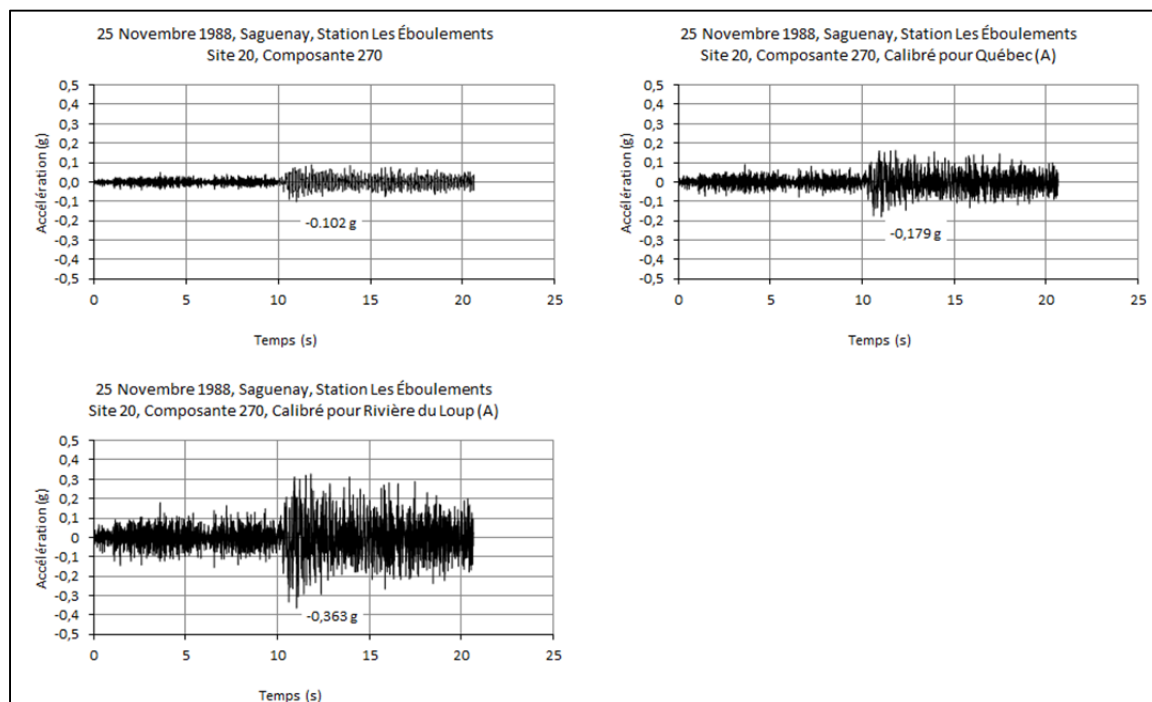 25 Novembre 1988, Saguenay, Station Les Éboulements
Site 20, Composante 270
Accélération (g)
0,5
0,4
0,3
0,2
0,1
0,0
-0,1
-0,2
-0,3
-0,4
-0,5
-0.102 g
0 5 10 15 20 25
Temps (s)
25 Novembre 1988, Saguenay, Station Les Éboulements
Site 20, Composante 270, Calibré pour Québec (A)
Accélération (g)
0,5
0,4
0,3
0,2
0,1
0
-0,1
-0,2
-0,3
-0,4
-0,5
-0,179 g
0 5 10 15 20 25
Temps (s)
25 Novembre 1988, Saguenay, Station Les Éboulements
Site 20, Composante 270, Calibré pour Rivière du Loup (A)
Accélération (g)
0,5
0,4
0,3
0,2
0,1
0
-0,1
-0,2
-0,3
-0,4
-0,5
-0,363 g
0 5 10 15 20 25
Temps (s)